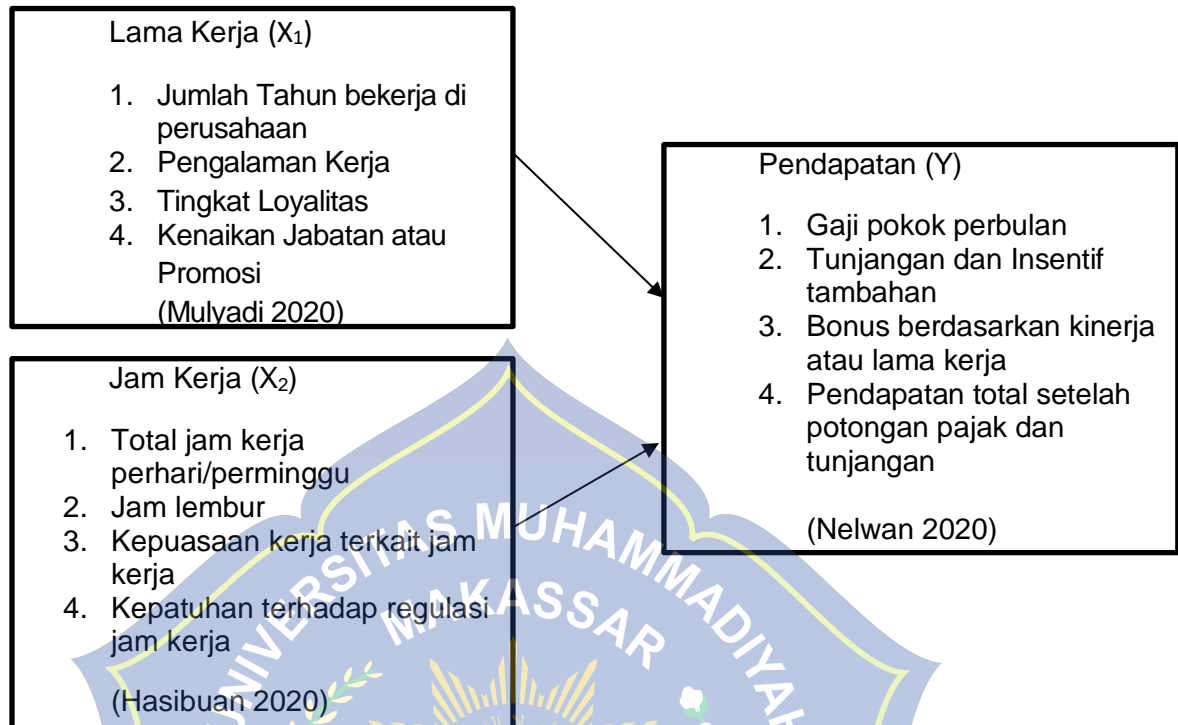 Lama Kerja (X₁)
1. Jumlah Tahun bekerja di
perusahaan
2. Pengalaman Kerja
3. Tingkat Loyalitas
4. Kenaikan Jabatan atau
Promosi
(Mulyadi 2020)
Jam Kerja (X₂)
1. Total jam kerja
perhari/perminggu
2. Jam lembur
3. Kepuasaan kerja terkait jam
kerja
4. Kepatuhan terhadap regulasi
jam kerja
(Hasibuan 2020)
Pendapatan (Y)
1. Gaji pokok perbulan
2. Tunjangan dan Insentif
tambahan
3. Bonus berdasarkan kinerja
atau lama kerja
4. Pendapatan total setelah
potongan pajak dan
tunjangan
(Nelwan 2020)
UNIVERSITAS MUHAMMADIYAH
MAKASSAR